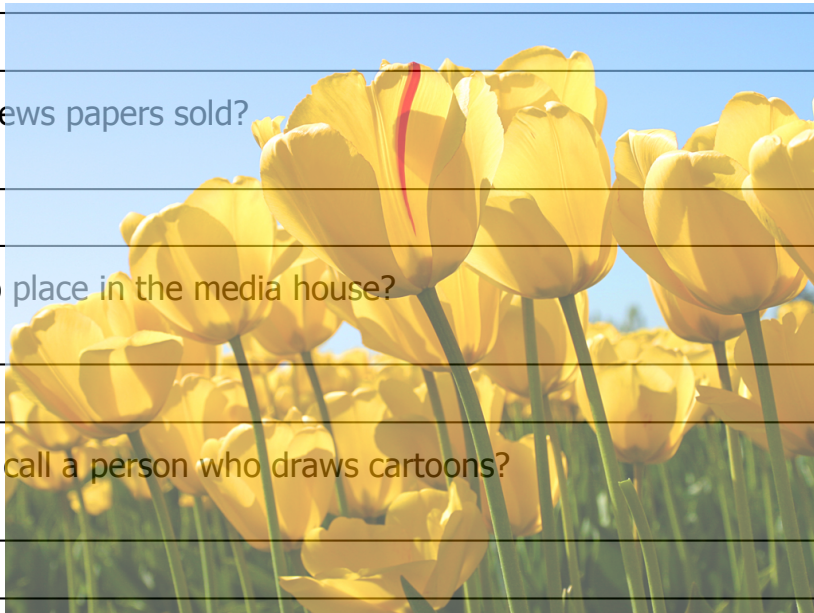 ews papers sold?
place in the media house?
call a person who draws cartoons?